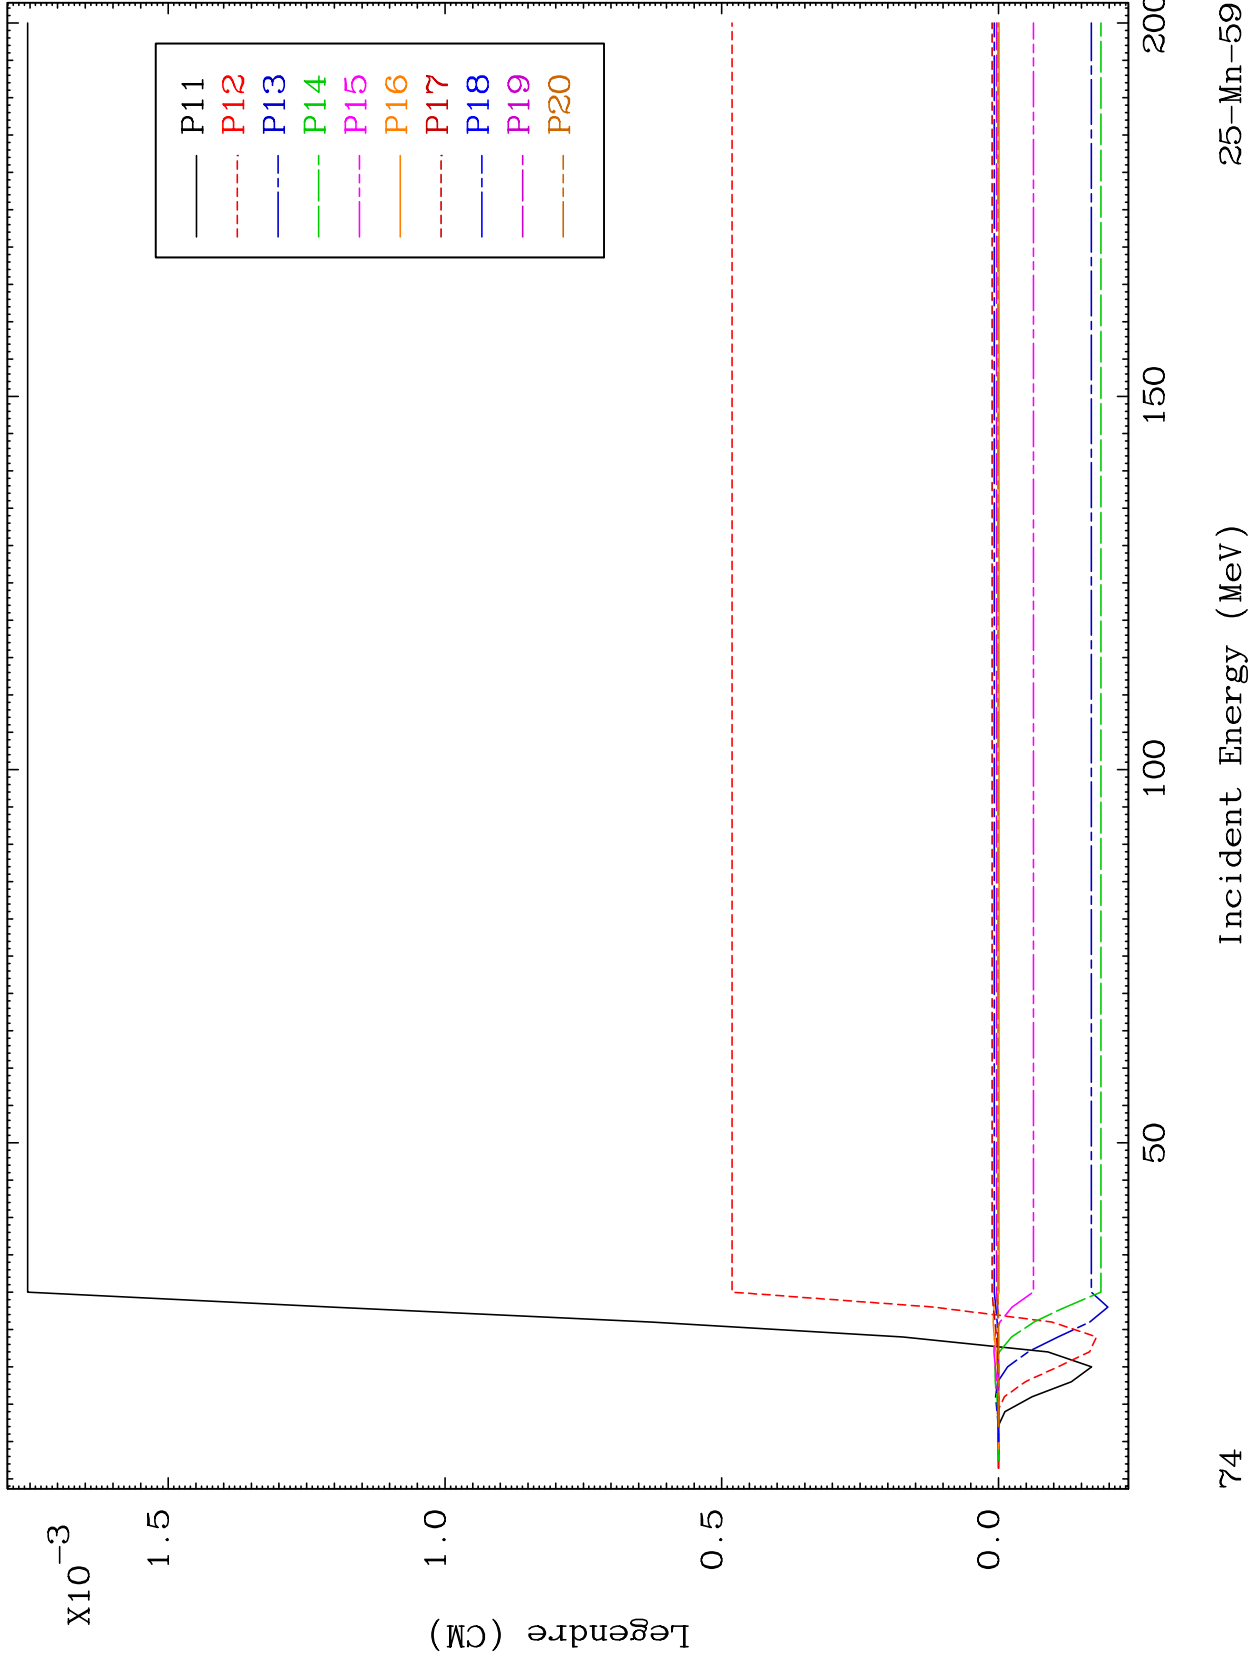 X10-3
1.5
1.0
0.5
0.0
Legendre (CM)
P11
P12
P13
P14
P15
P16
P17
P18
P19
P20
50
100
150
200
Incident Energy (MeV)
74
25-Mn-59